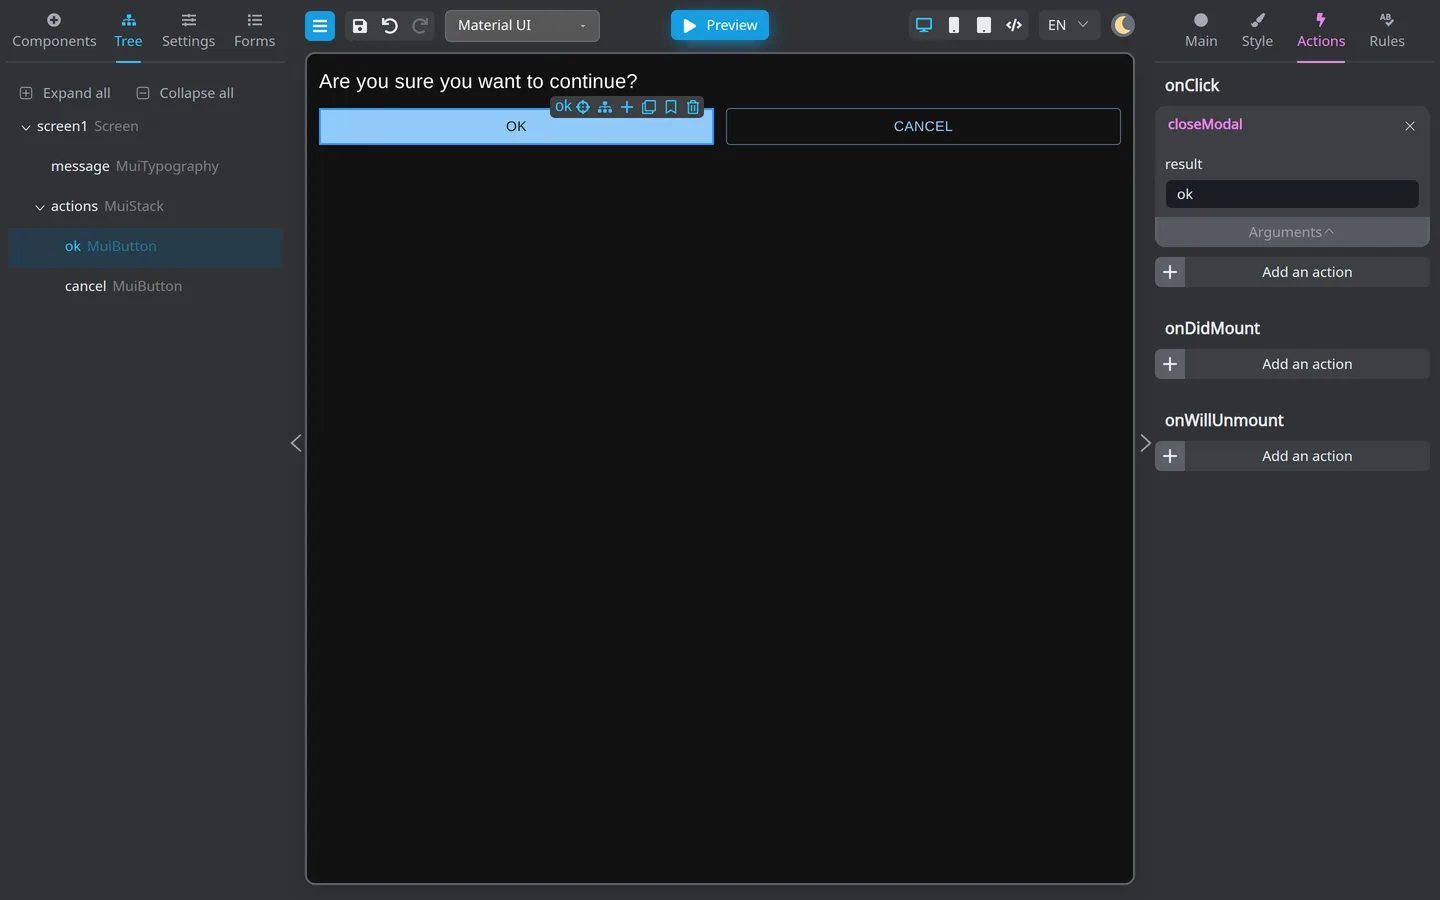 Components Tree Settings Forms
Material UI
Preview
EN
Main Style Actions Rules
Expand all Collapse all
screen1 Screen
message MuiTypography
actions MuiStack
ok MuiButton
cancel MuiButton
Are you sure you want to continue?
ok
OK
CANCEL
onClick
closeModal
result
ok
Arguments
Add an action
onDidMount
Add an action
onWillUnmount
Add an action